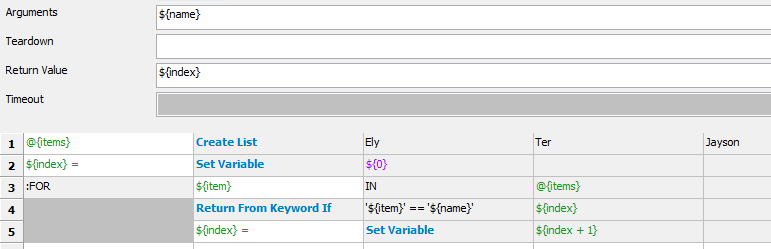 Arguments ${name}
Teardown
Return Value ${index}
Timeout
1 @{items} Create List Ely Ter Jayson
2 ${index} = Set Variable ${0}
3 :FOR ${item} IN @{items}
4 Return From Keyword If '${item}' == '${name}' ${index}
5 ${index} = Set Variable ${index + 1}